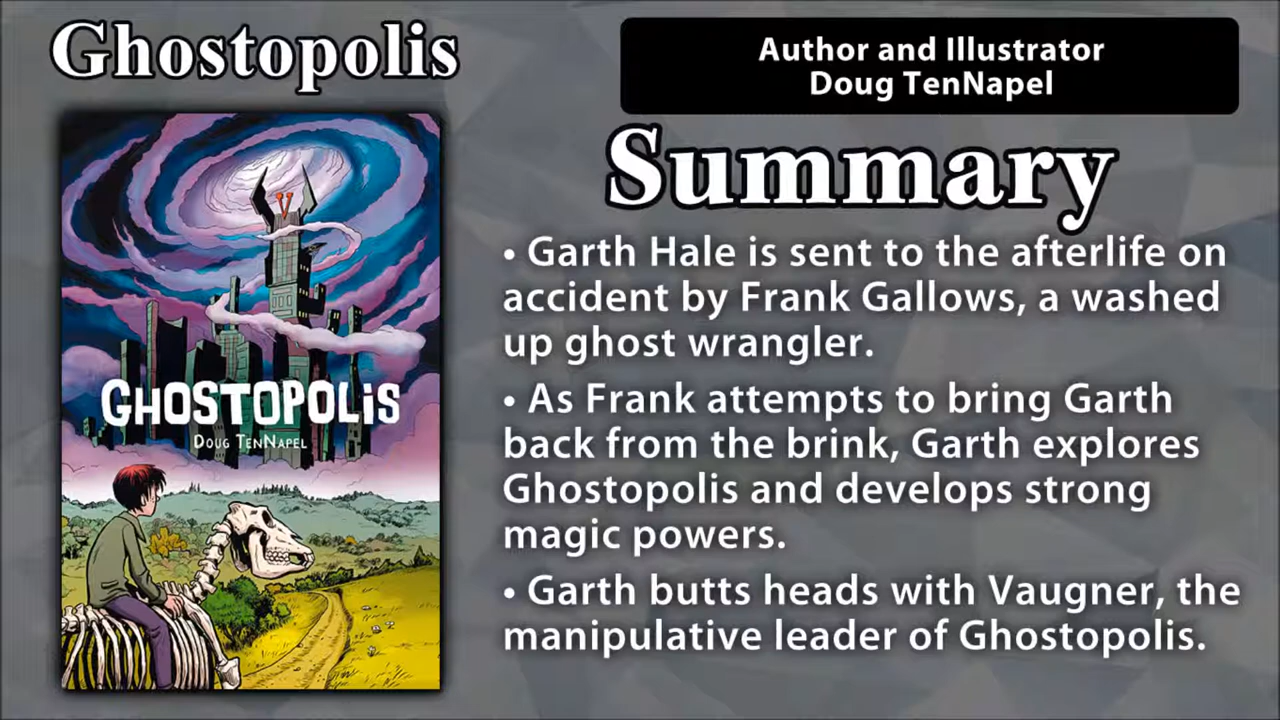 Ghostopolis
Author and Illustrator
Doug TenNapel
GHOSTOPOLIS
DOUG TENNAPEL
Summary
• Garth Hale is sent to the afterlife on
accident by Frank Gallows, a washed
up ghost wrangler.
• As Frank attempts to bring Garth
back from the brink, Garth explores
Ghostopolis and develops strong
magic powers.
• Garth butts heads with Vaugner, the
manipulative leader of Ghostopolis.